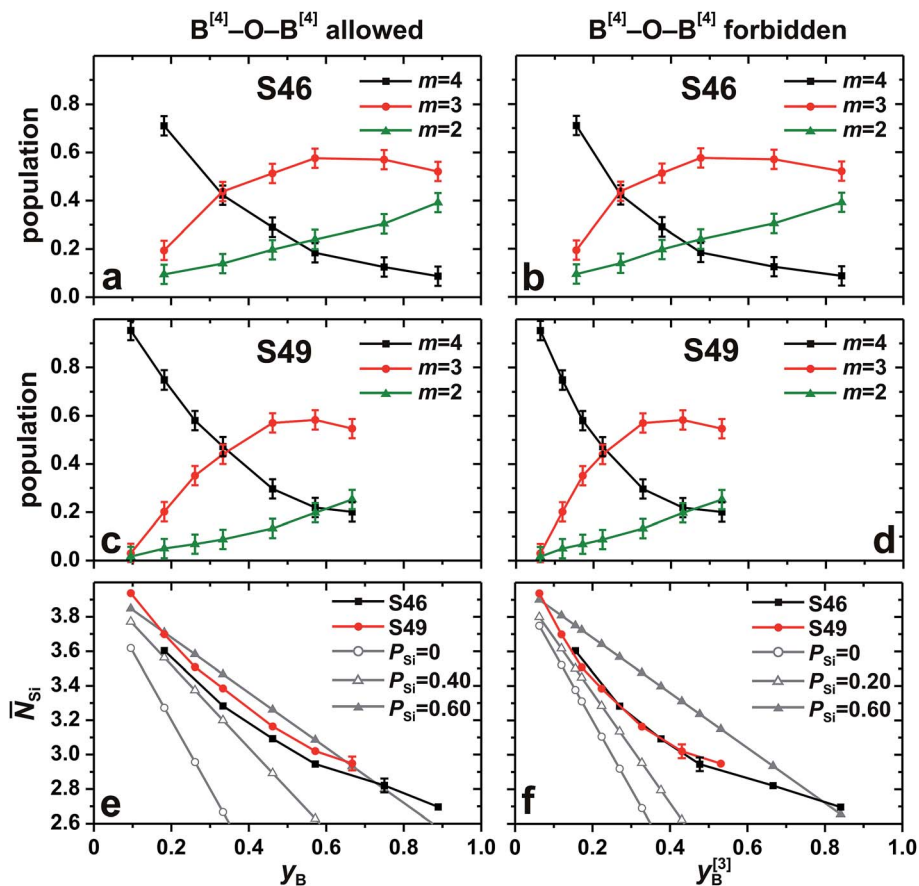 B[4]–O–B[4] allowed
B[4]–O–B[4] forbidden
S46
m=4
m=3
m=2
population
0.8
0.6
0.4
0.2
0.0
a
S46
m=4
m=3
m=2
b
S49
m=4
m=3
m=2
population
0.8
0.6
0.4
0.2
0.0
c
S49
m=4
m=3
m=2
d
S46
S49
PSi=0
PSi=0.40
PSi=0.60
N̅Si
3.8
3.6
3.4
3.2
3.0
2.8
2.6
e
0 0.2 0.4 0.6 0.8
yB
S46
S49
PSi=0
PSi=0.20
PSi=0.60
f
0 0.2 0.4 0.6 0.8 1.0
yB[3]